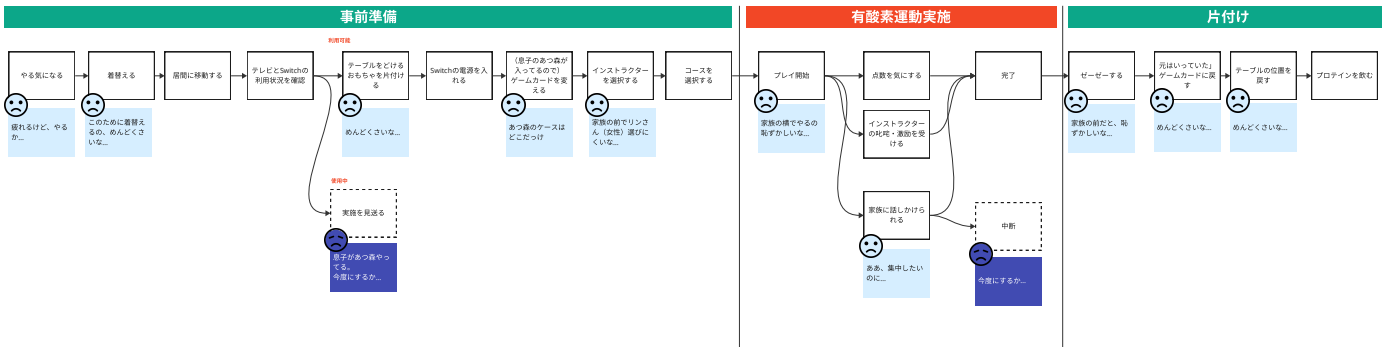 事前準備
有酸素運動実施
片付け
利用可能
やる気になる
着替える
居間に移動する
テレビとSwitchの
利用状況を確認
テーブルをどける
おもちゃを片付け
る
Switchの電源を入
れる
（息子のあつ森が
入ってるので）
ゲームカードを変
える
インストラクター
を選択する
コースを
選択する
プレイ開始
点数を気にする
完了
ゼーゼーする
元はいっていた」
ゲームカードに戻
す
テーブルの位置を
戻す
プロテインを飲む
疲れるけど、やる
か…
このために着替え
るの、めんどくさ
いな…
めんどくさいな…
あつ森のケースは
どこだっけ
家族の前でリンさ
ん（女性）選びに
くいな…
家族の横でやるの
恥ずかしいな…
インストラクター
の叱咤・激励を受
ける
家族の前だと、恥
ずかしいな…
めんどくさいな…
めんどくさいな…
使用中
実施を見送る
家族に話しかけら
れる
中断
息子があつ森やっ
てる。
今度にするか…
ああ、集中したい
のに…
今度にするか…